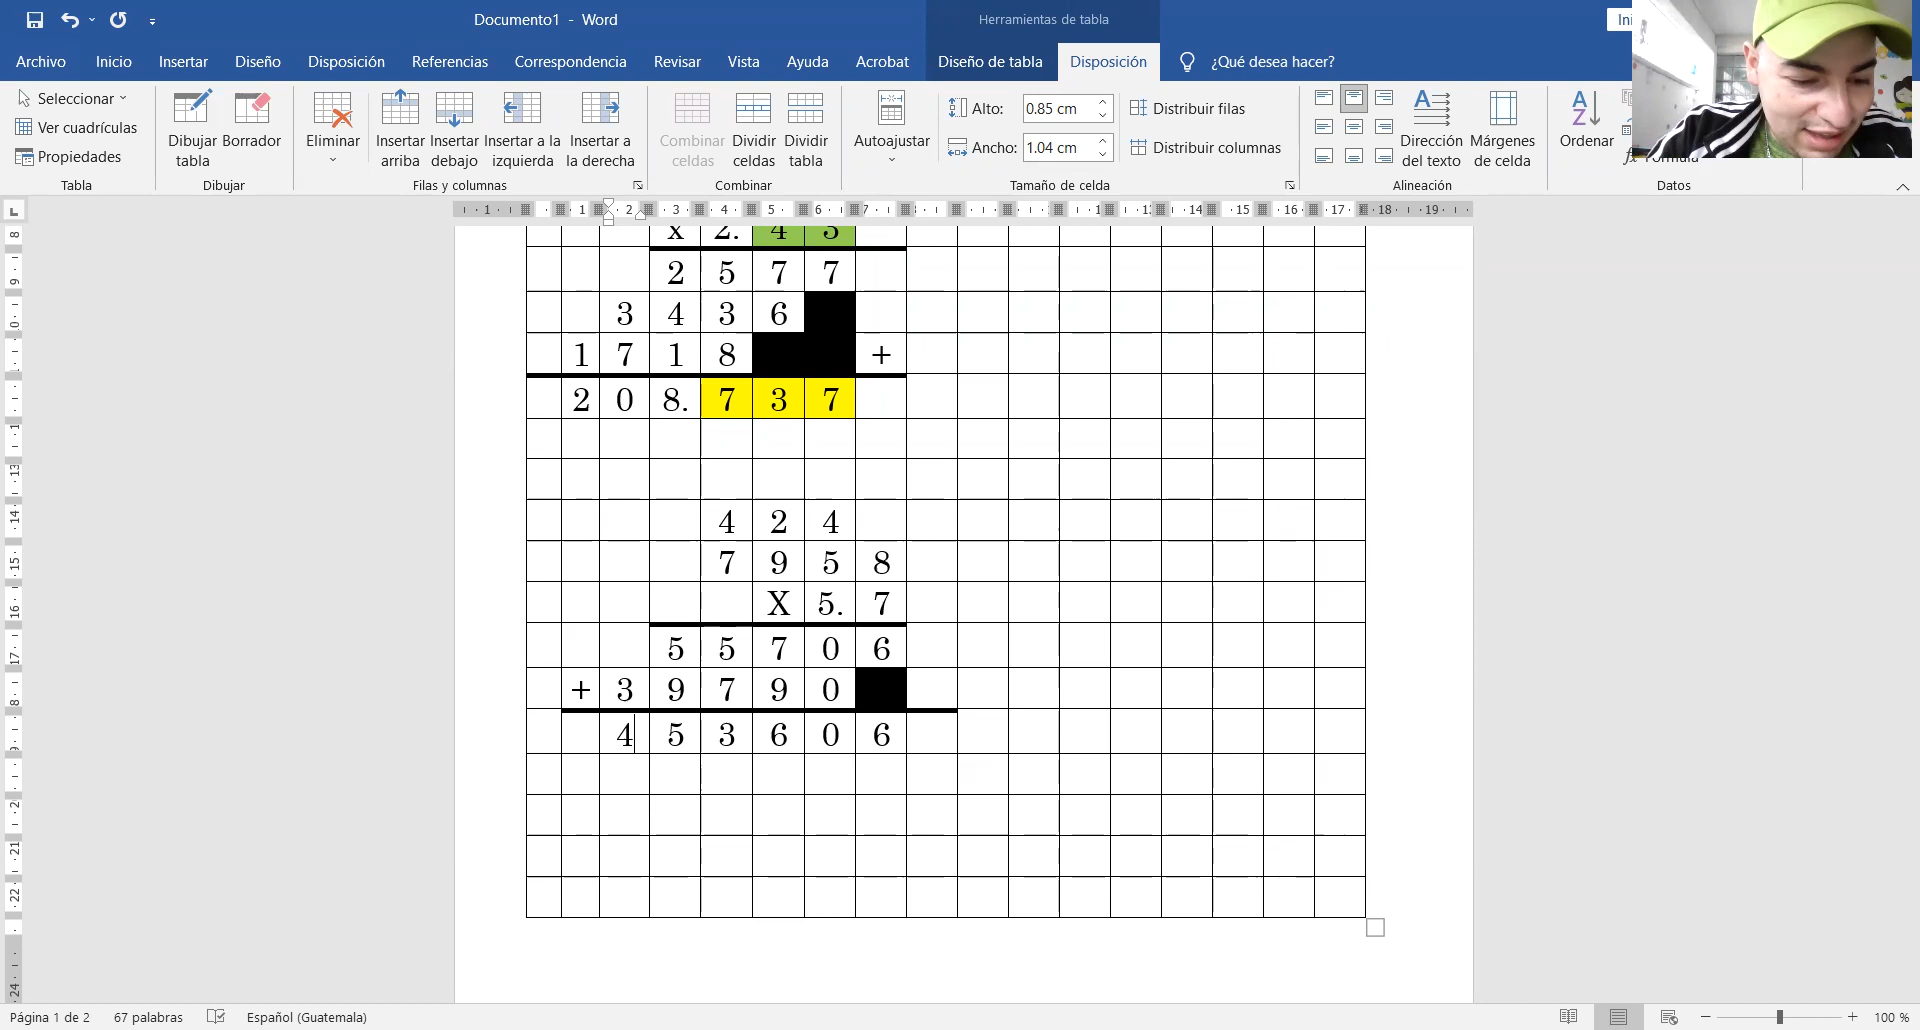 Documento1 - Word
Herramientas de tabla
Archivo Inicio Insertar Diseño Disposición Referencias Correspondencia Revisar Vista Ayuda Acrobat Diseño de tabla Disposición ¿Qué desea hacer?
Seleccionar
Ver cuadrículas
Propiedades
Tabla
Dibujar tabla
Borrador
Dibujar
Eliminar
Insertar arriba
Insertar debajo
Insertar a la izquierda
Insertar a la derecha
Filas y columnas
Combinar celdas
Dividir celdas
Dividir tabla
Combinar
Autoajustar
Alto: 0.85 cm
Ancho: 1.04 cm
Distribuir filas
Distribuir columnas
Tamaño de celda
Dirección del texto
Márgenes de celda
Alineación
Ordenar
Datos
x 2. 4 3
2 5 7 7
3 4 3 6
1 7 1 8 +
2 0 8. 7 3 7
4 2 4
7 9 5 8
X 5. 7
5 5 7 0 6
+ 3 9 7 9 0
4 5 3 6 0 6
Página 1 de 2 67 palabras Español (Guatemala) 100 %